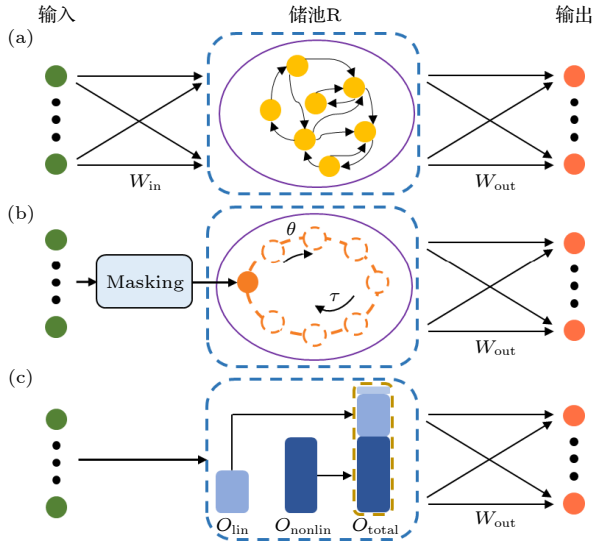 输入 储池R 输出
(a)
W_in W_out
(b)
θ
Masking
τ
W_out
(c)
O_lin O_nonlin O_total
W_out